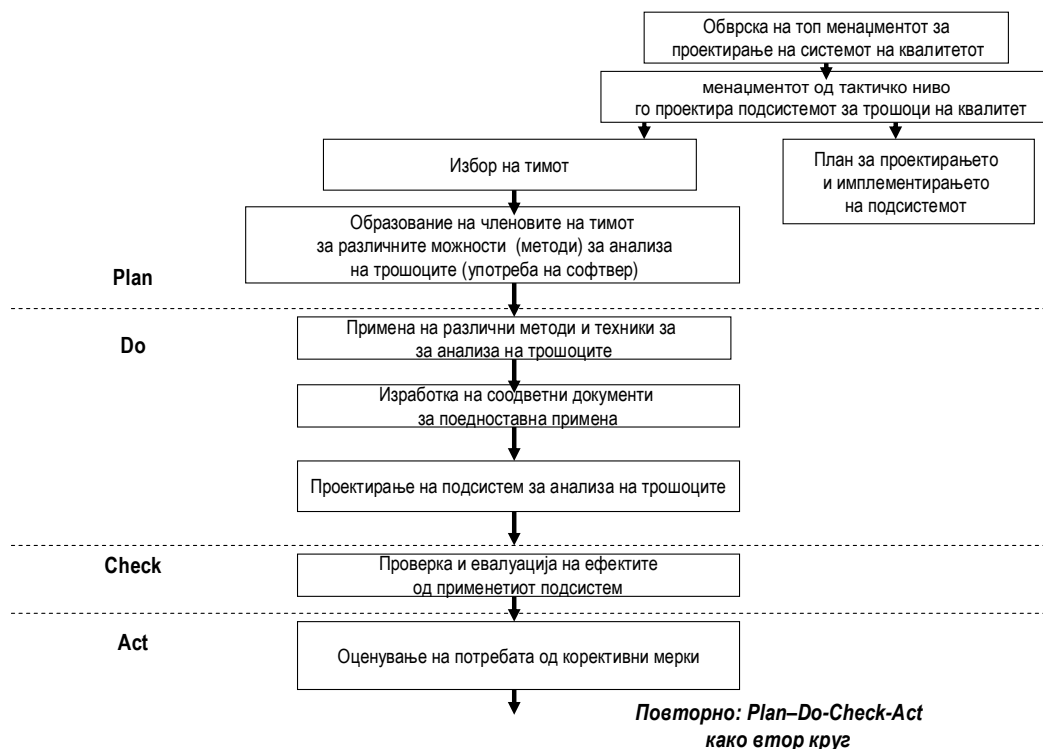 Обврска на топ менаџментот за
проектирање на системот на квалитетот
менаџментот од тактичко ниво
го проектира подсистемот за трошоци на квалитет
Избор на тимот
План за проектирањето
и имплементирањето
на подсистемот
Образование на членовите на тимот
за различните можности (методи) за анализа
на трошоците (употреба на софтвер)
Plan
Do
Примена на различни методи и техники за
за анализа на трошоците
Изработка на соодветни документи
за поедноставна примена
Проектирање на подсистем за анализа на трошоците
Check
Проверка и евалуација на ефектите
од применетиот подсистем
Act
Оценување на потребата од корективни мерки
Повторно: Plan–Do-Check-Act
како втор круг